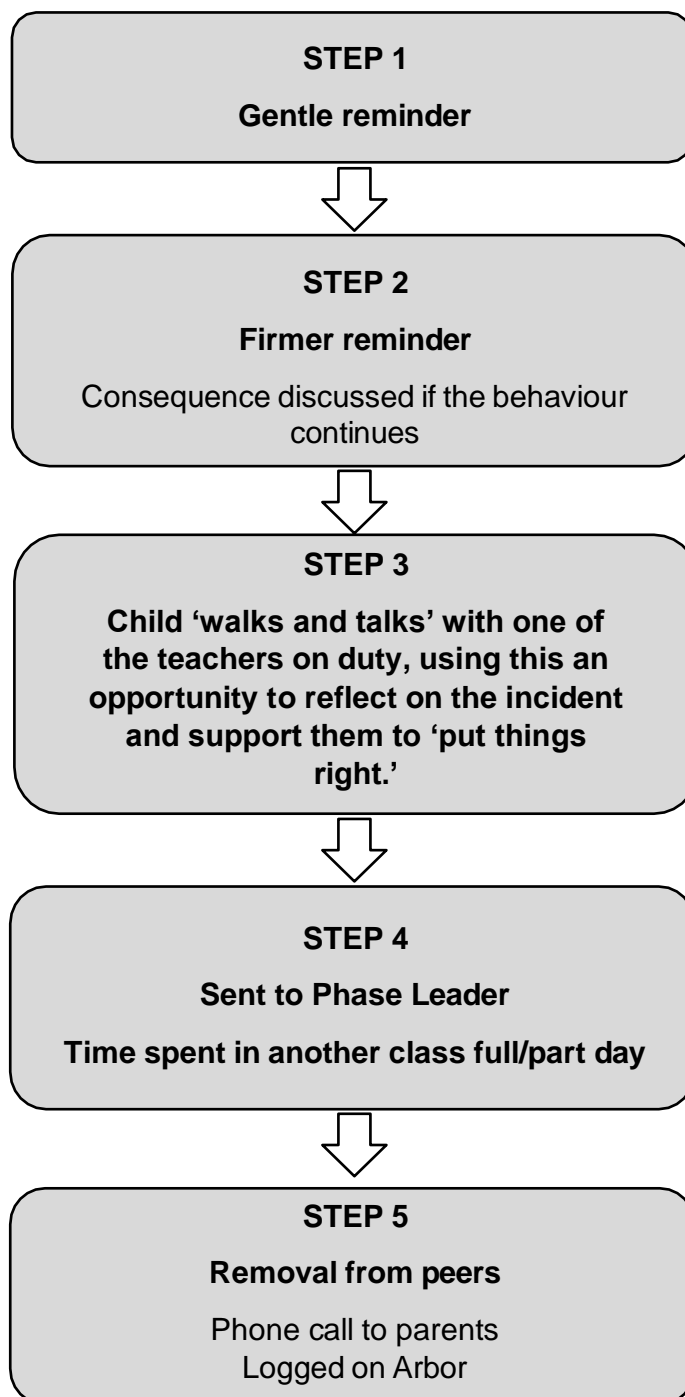 STEP 1
Gentle reminder
STEP 2
Firmer reminder
Consequence discussed if the behaviour
continues
STEP 3
Child ‘walks and talks’ with one of
the teachers on duty, using this an
opportunity to reflect on the incident
and support them to ‘put things
right.’
STEP 4
Sent to Phase Leader
Time spent in another class full/part day
STEP 5
Removal from peers
Phone call to parents
Logged on Arbor